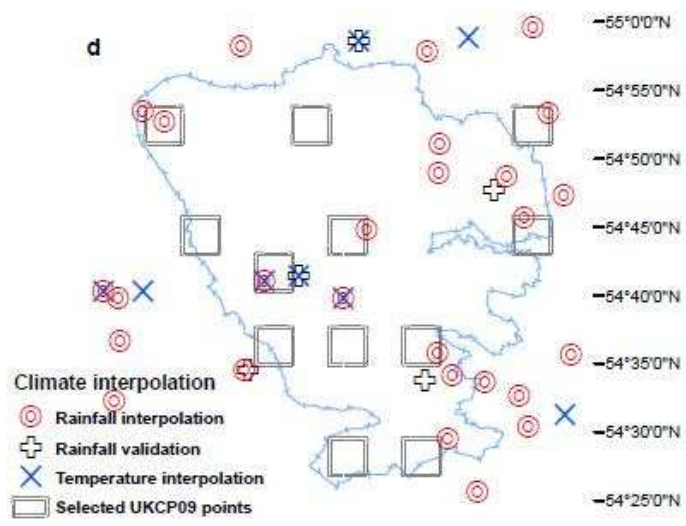 d
55°0'0"N
54°55'0"N
54°50'0"N
54°45'0"N
54°40'0"N
54°35'0"N
54°30'0"N
54°25'0"N
Climate interpolation
Rainfall interpolation
Rainfall validation
Temperature interpolation
Selected UKCP09 points